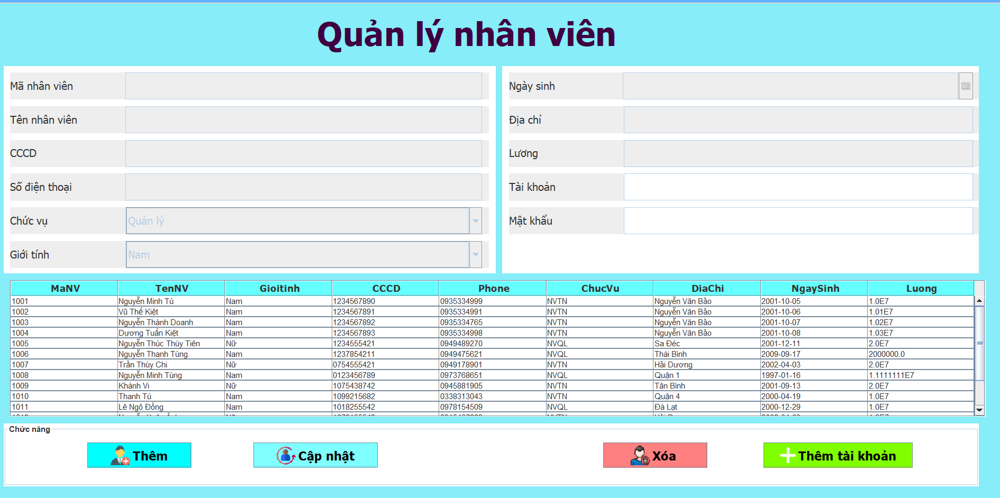 Quản lý nhân viên
Mã nhân viên
Tên nhân viên
CCCD
Số điện thoại
Chức vụ Quản lý
Giới tính Nam
Ngày sinh
Địa chỉ
Lương
Tài khoản
Mật khẩu
MaNV TenNV Gioitinh CCCD Phone ChucVu DiaChi NgaySinh Luong
1001 Nguyễn Minh Tú Nam 1234567890 0935334999 NVTN Nguyễn Văn Bảo 2001-10-05 1.0E7
1002 Vũ Thế Kiệt Nam 1234567891 0935334991 NVTN Nguyễn Văn Bảo 2001-10-06 1.01E7
1003 Nguyễn Thành Doanh Nam 1234567892 0935334765 NVTN Nguyễn Văn Bảo 2001-10-07 1.02E7
1004 Dương Tuấn Kiệt Nam 1234567893 0935334998 NVTN Nguyễn Văn Bảo 2001-10-08 1.03E7
1005 Nguyễn Thúc Thùy Tiên Nữ 1234555421 0949489270 NVQL Sa Đéc 2001-12-11 2.0E7
1006 Nguyễn Thanh Tùng Nam 1237854211 0949475621 NVQL Thái Bình 2009-09-17 2000000.0
1007 Trần Thùy Chi Nữ 0754555421 0949178901 NVTN Hải Dương 2002-04-03 2.0E7
1008 Nguyễn Minh Tùng Nam 0123456789 0973768651 NVQL Quận 1 1997-01-16 1.1111111E7
1009 Khánh Vi Nữ 1075438742 0945881905 NVTN Tân Bình 2001-09-13 2.0E7
1010 Thanh Tú Nam 1099215682 0338313043 NVTN Quận 4 2000-04-19 1.0E7
1011 Lê Ngô Đồng Nam 1018255542 0978154509 NVQL Đà Lạt 2000-12-29 1.0E7
Chức năng
Thêm Cập nhật Xóa Thêm tài khoản